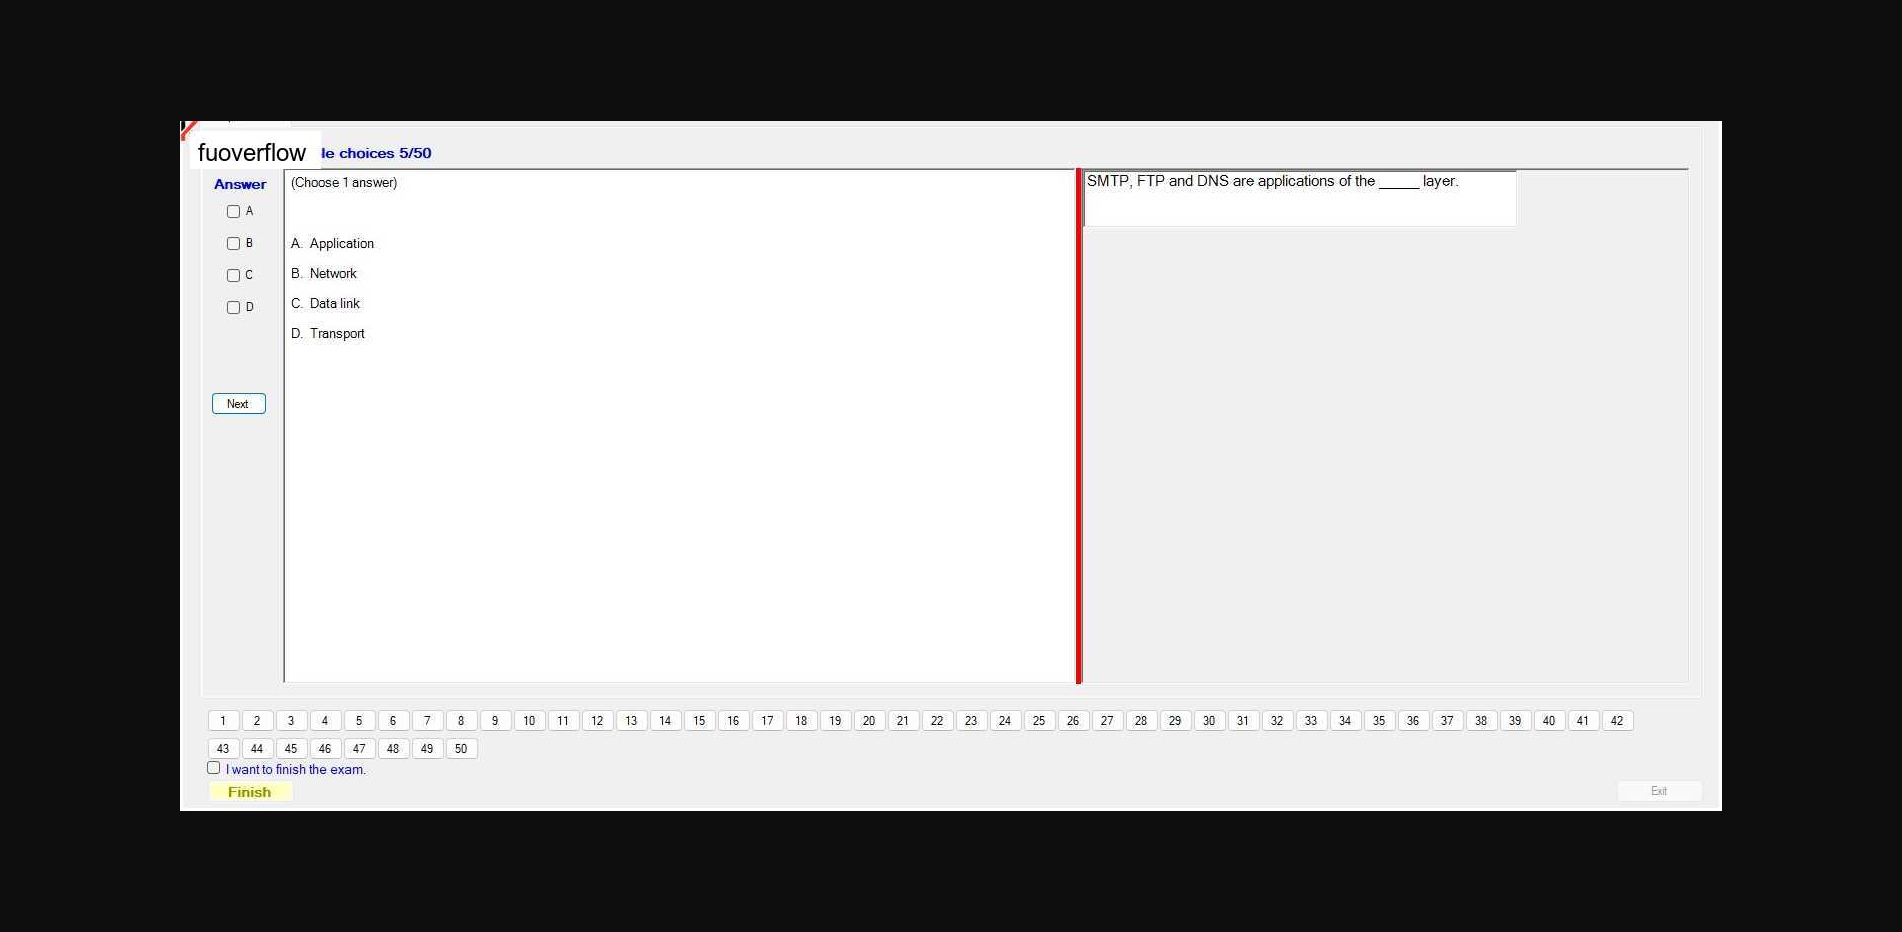 fuoverflow
le choices 5/50
Answer
A
B
C
D
Next
(Choose 1 answer)
A. Application
B. Network
C. Data link
D. Transport
SMTP, FTP and DNS are applications of the _____ layer.
1 2 3 4 5 6 7 8 9 10 11 12 13 14 15 16 17 18 19 20 21 22 23 24 25 26 27 28 29 30 31 32 33 34 35 36 37 38 39 40 41 42
43 44 45 46 47 48 49 50
I want to finish the exam.
Finish
Exit